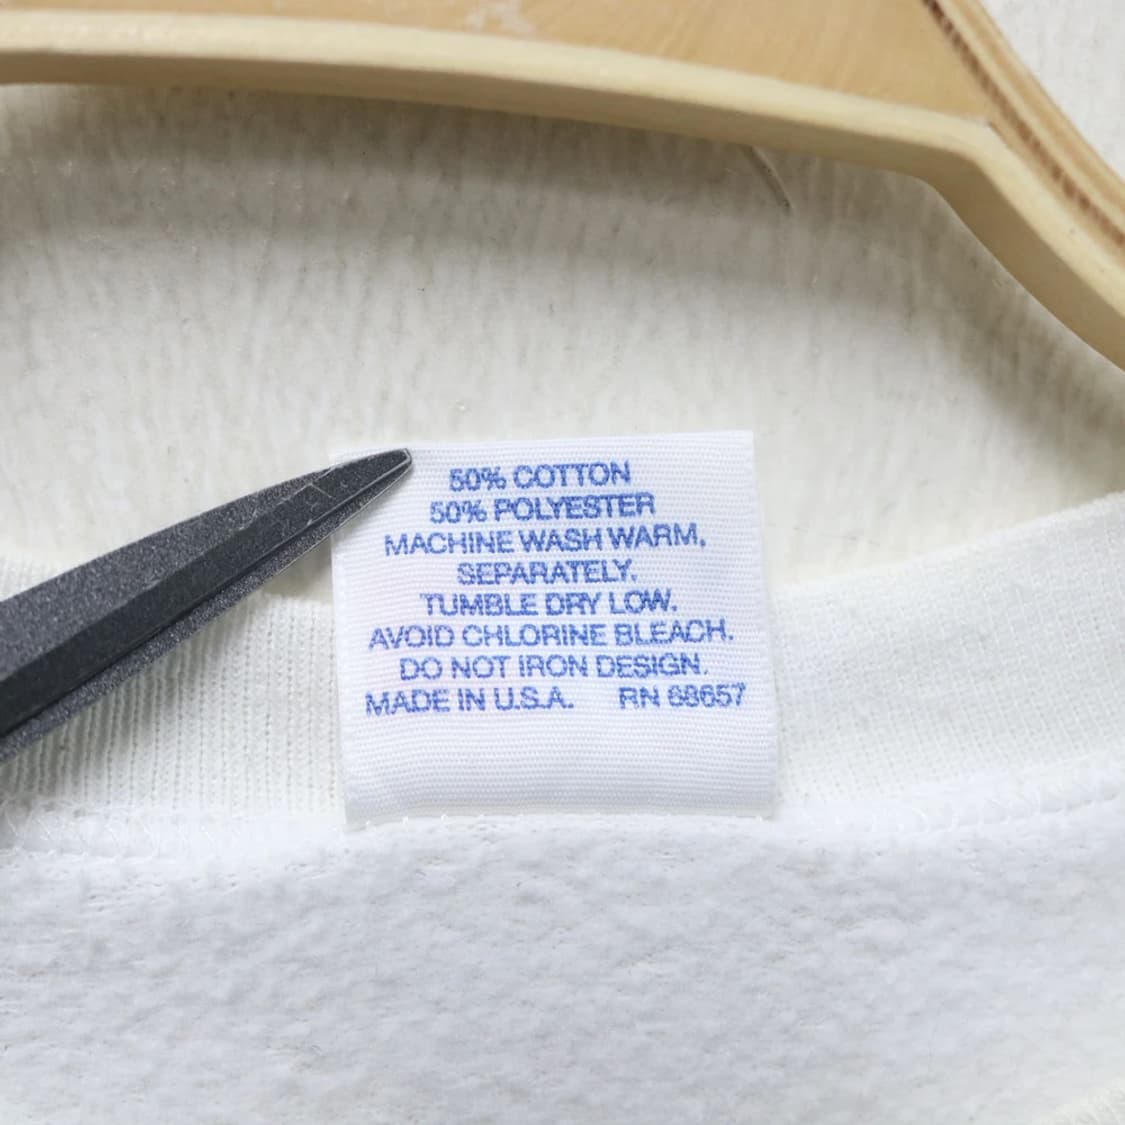 50% COTTON
50% POLYESTER
MACHINE WASH WARM,
SEPARATELY.
TUMBLE DRY LOW.
AVOID CHLORINE BLEACH.
DO NOT IRON DESIGN.
MADE IN U.S.A. RN 68657